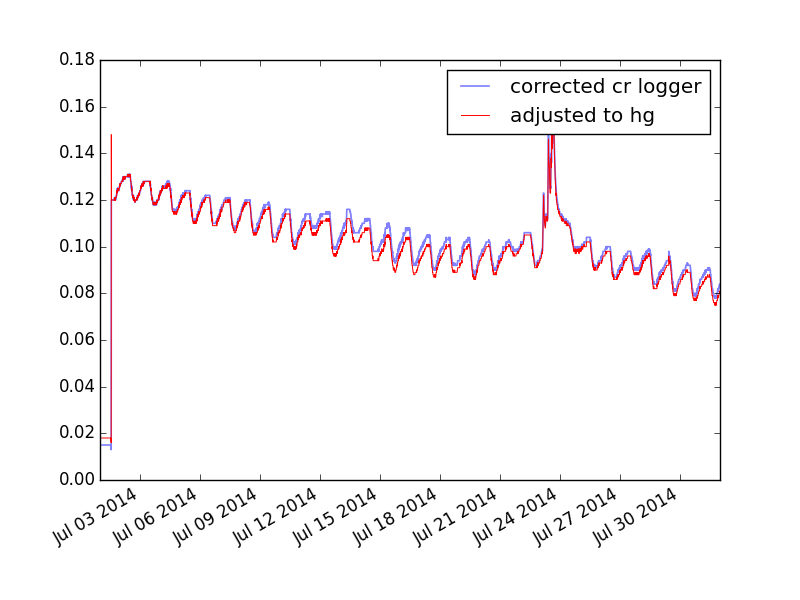 0.18
0.16
0.14
0.12
0.10
0.08
0.06
0.04
0.02
0.00
corrected cr logger
adjusted to hg
Jul 03 2014
Jul 06 2014
Jul 09 2014
Jul 12 2014
Jul 15 2014
Jul 18 2014
Jul 21 2014
Jul 24 2014
Jul 27 2014
Jul 30 2014